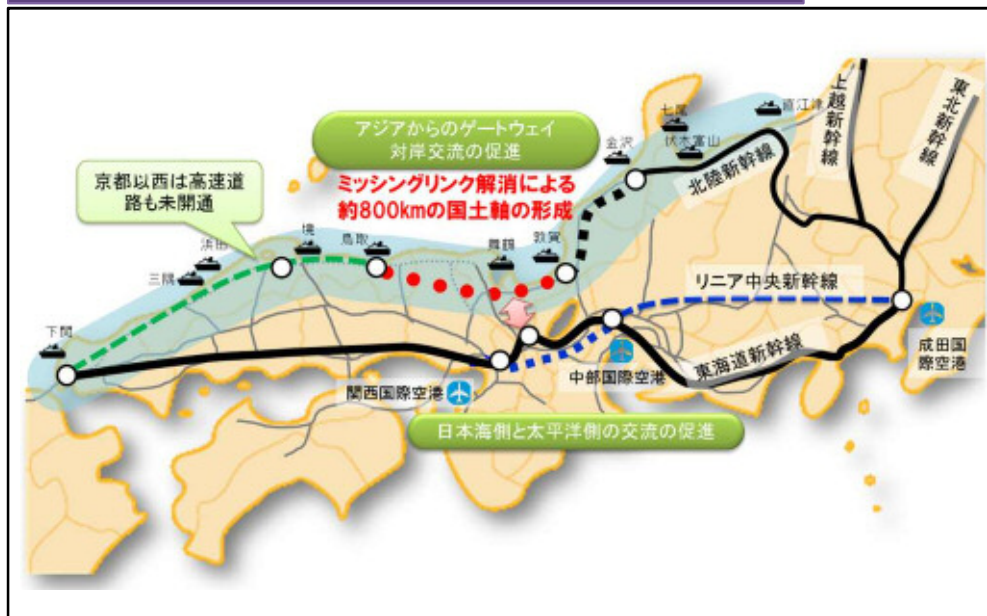 上越新幹線
東北新幹線
直江津
七尾
伏木富山
金沢
アジアからのゲートウェイ
対岸交流の促進
北陸新幹線
ミッシングリンク解消による
約800kmの国土軸の形成
京都以西は高速道
路も未開通
浜田
境
鳥取
舞鶴
敦賀
三隅
リニア中央新幹線
下関
成田国
際空港
東海道新幹線
中部国際空港
関西国際空港
日本海側と太平洋側の交流の促進